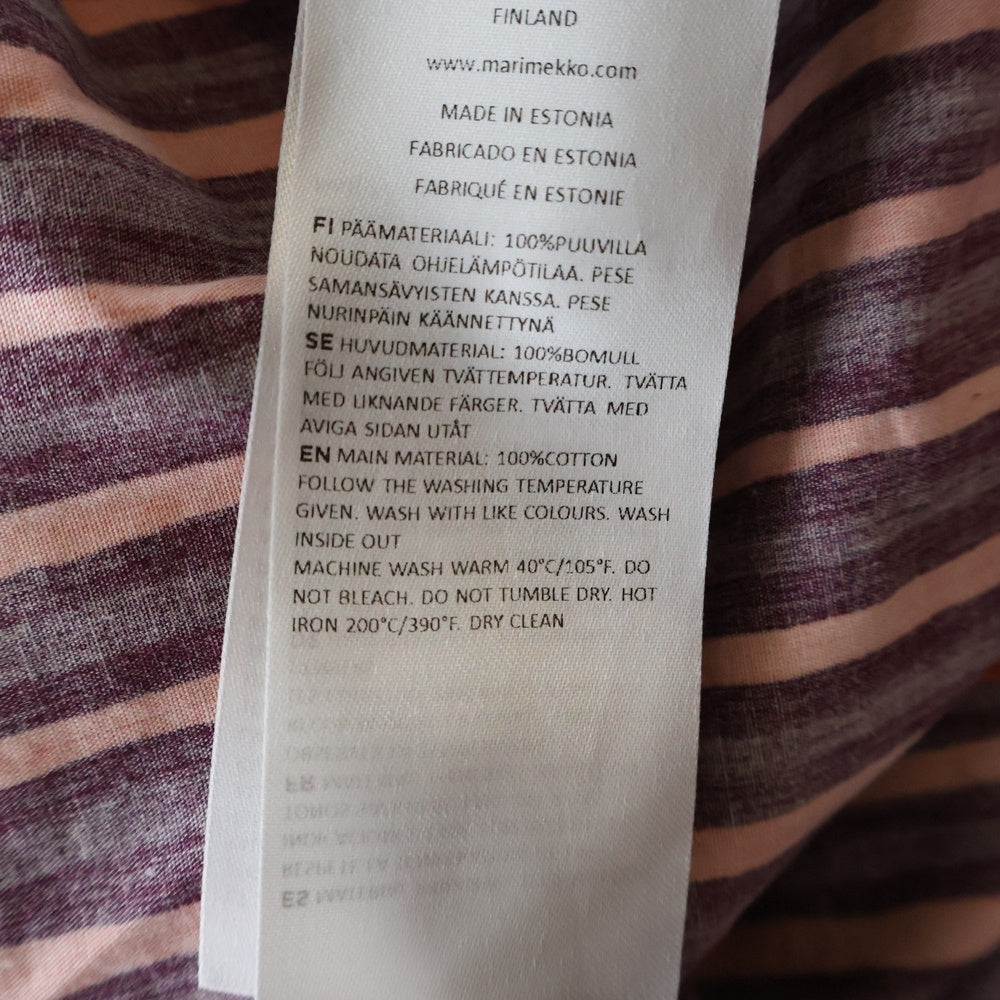 FINLAND
www.marimekko.com
MADE IN ESTONIA
FABRICADO EN ESTONIA
FABRIQUÉ EN ESTONIE
FI PÄÄMATERIAALI: 100%PUUVILLA
NOUDATA OHJELÄMPÖTILAA. PESE
SAMANSÄVYISTEN KANSSA. PESE
NURINPÄIN KÄÄNNETTYNÄ
SE HUVUDMATERIAL: 100%BOMULL
FÖLJ ANGIVEN TVÄTTEMPERATUR. TVÄTTA
MED LIKNANDE FÄRGER. TVÄTTA MED
AVIGA SIDAN UTÅT
EN MAIN MATERIAL: 100%COTTON
FOLLOW THE WASHING TEMPERATURE
GIVEN. WASH WITH LIKE COLOURS. WASH
INSIDE OUT
MACHINE WASH WARM 40°C/105°F. DO
NOT BLEACH. DO NOT TUMBLE DRY. HOT
IRON 200°C/390°F. DRY CLEAN
FR
ES